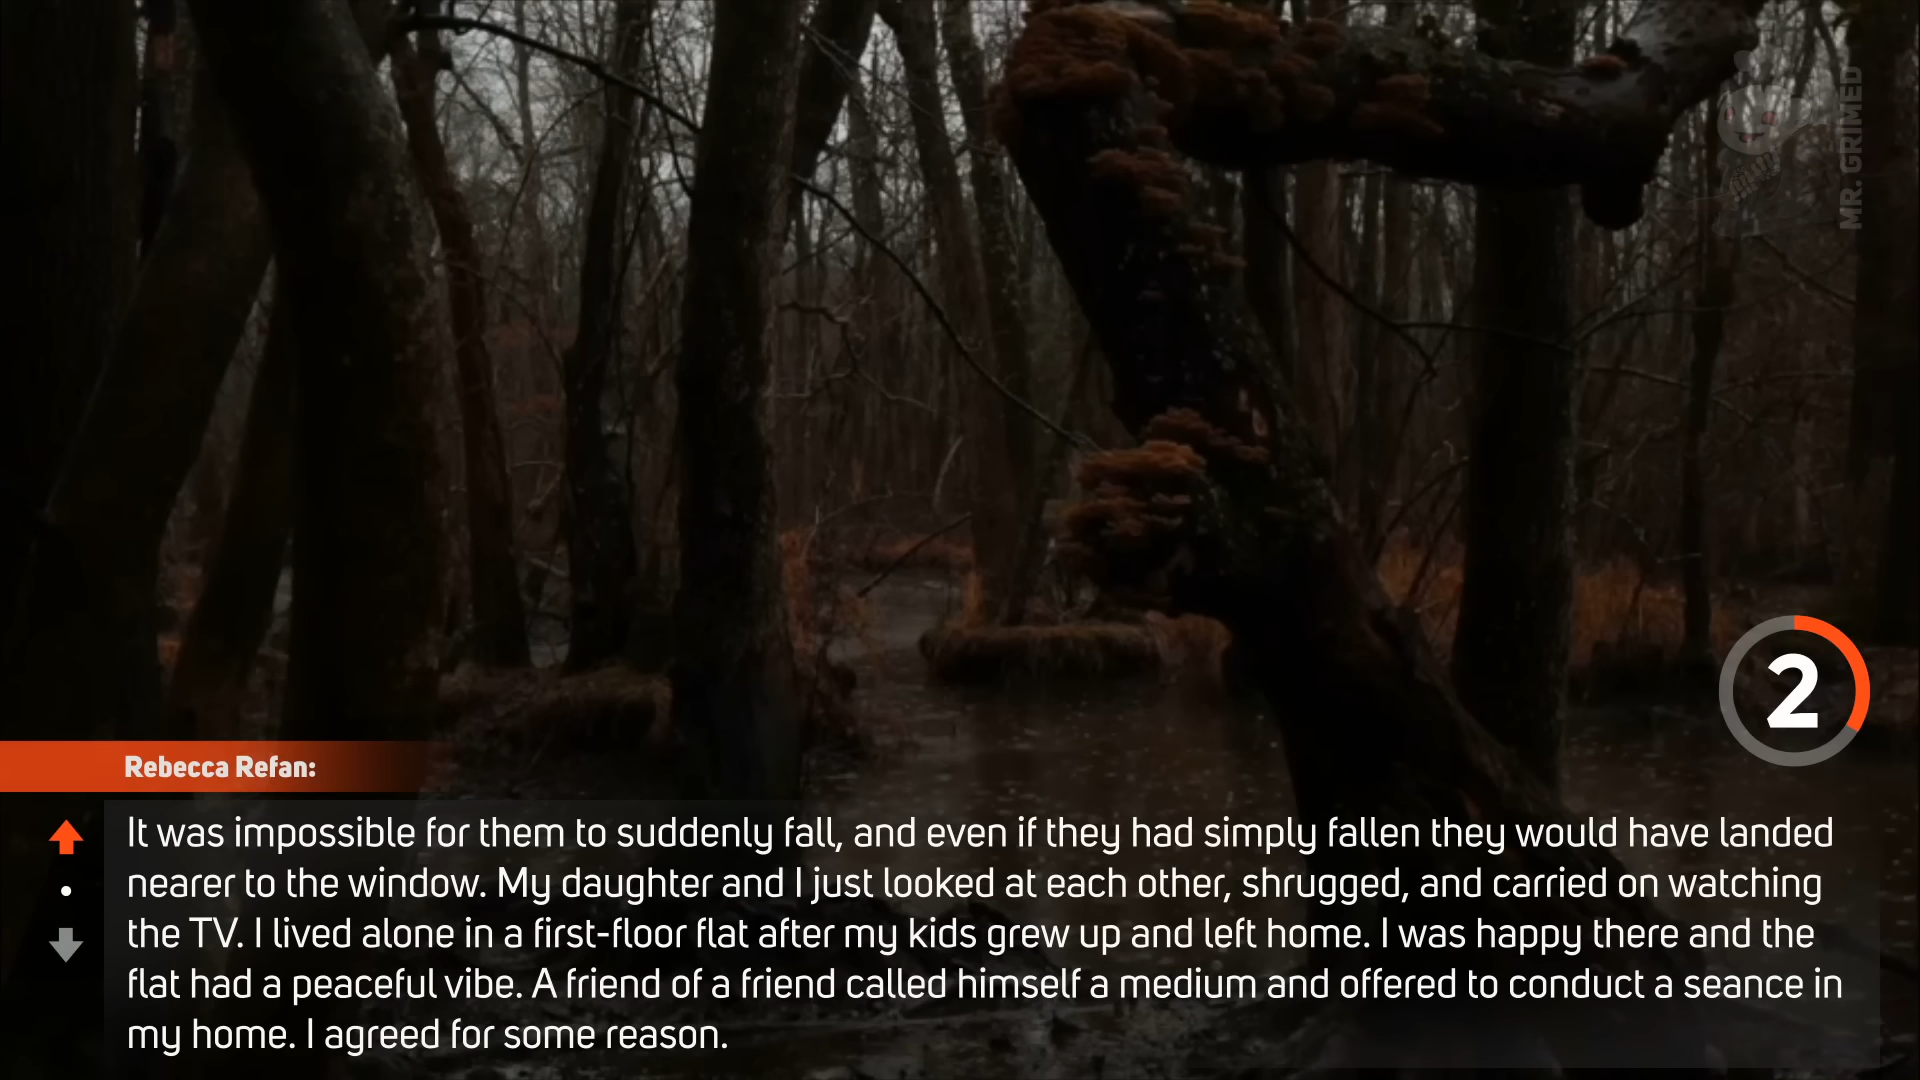 MR. GRIMED
2
Rebecca Refan:
It was impossible for them to suddenly fall, and even if they had simply fallen they would have landed
nearer to the window. My daughter and I just looked at each other, shrugged, and carried on watching
the TV. I lived alone in a first-floor flat after my kids grew up and left home. I was happy there and the
flat had a peaceful vibe. A friend of a friend called himself a medium and offered to conduct a seance in
my home. I agreed for some reason.